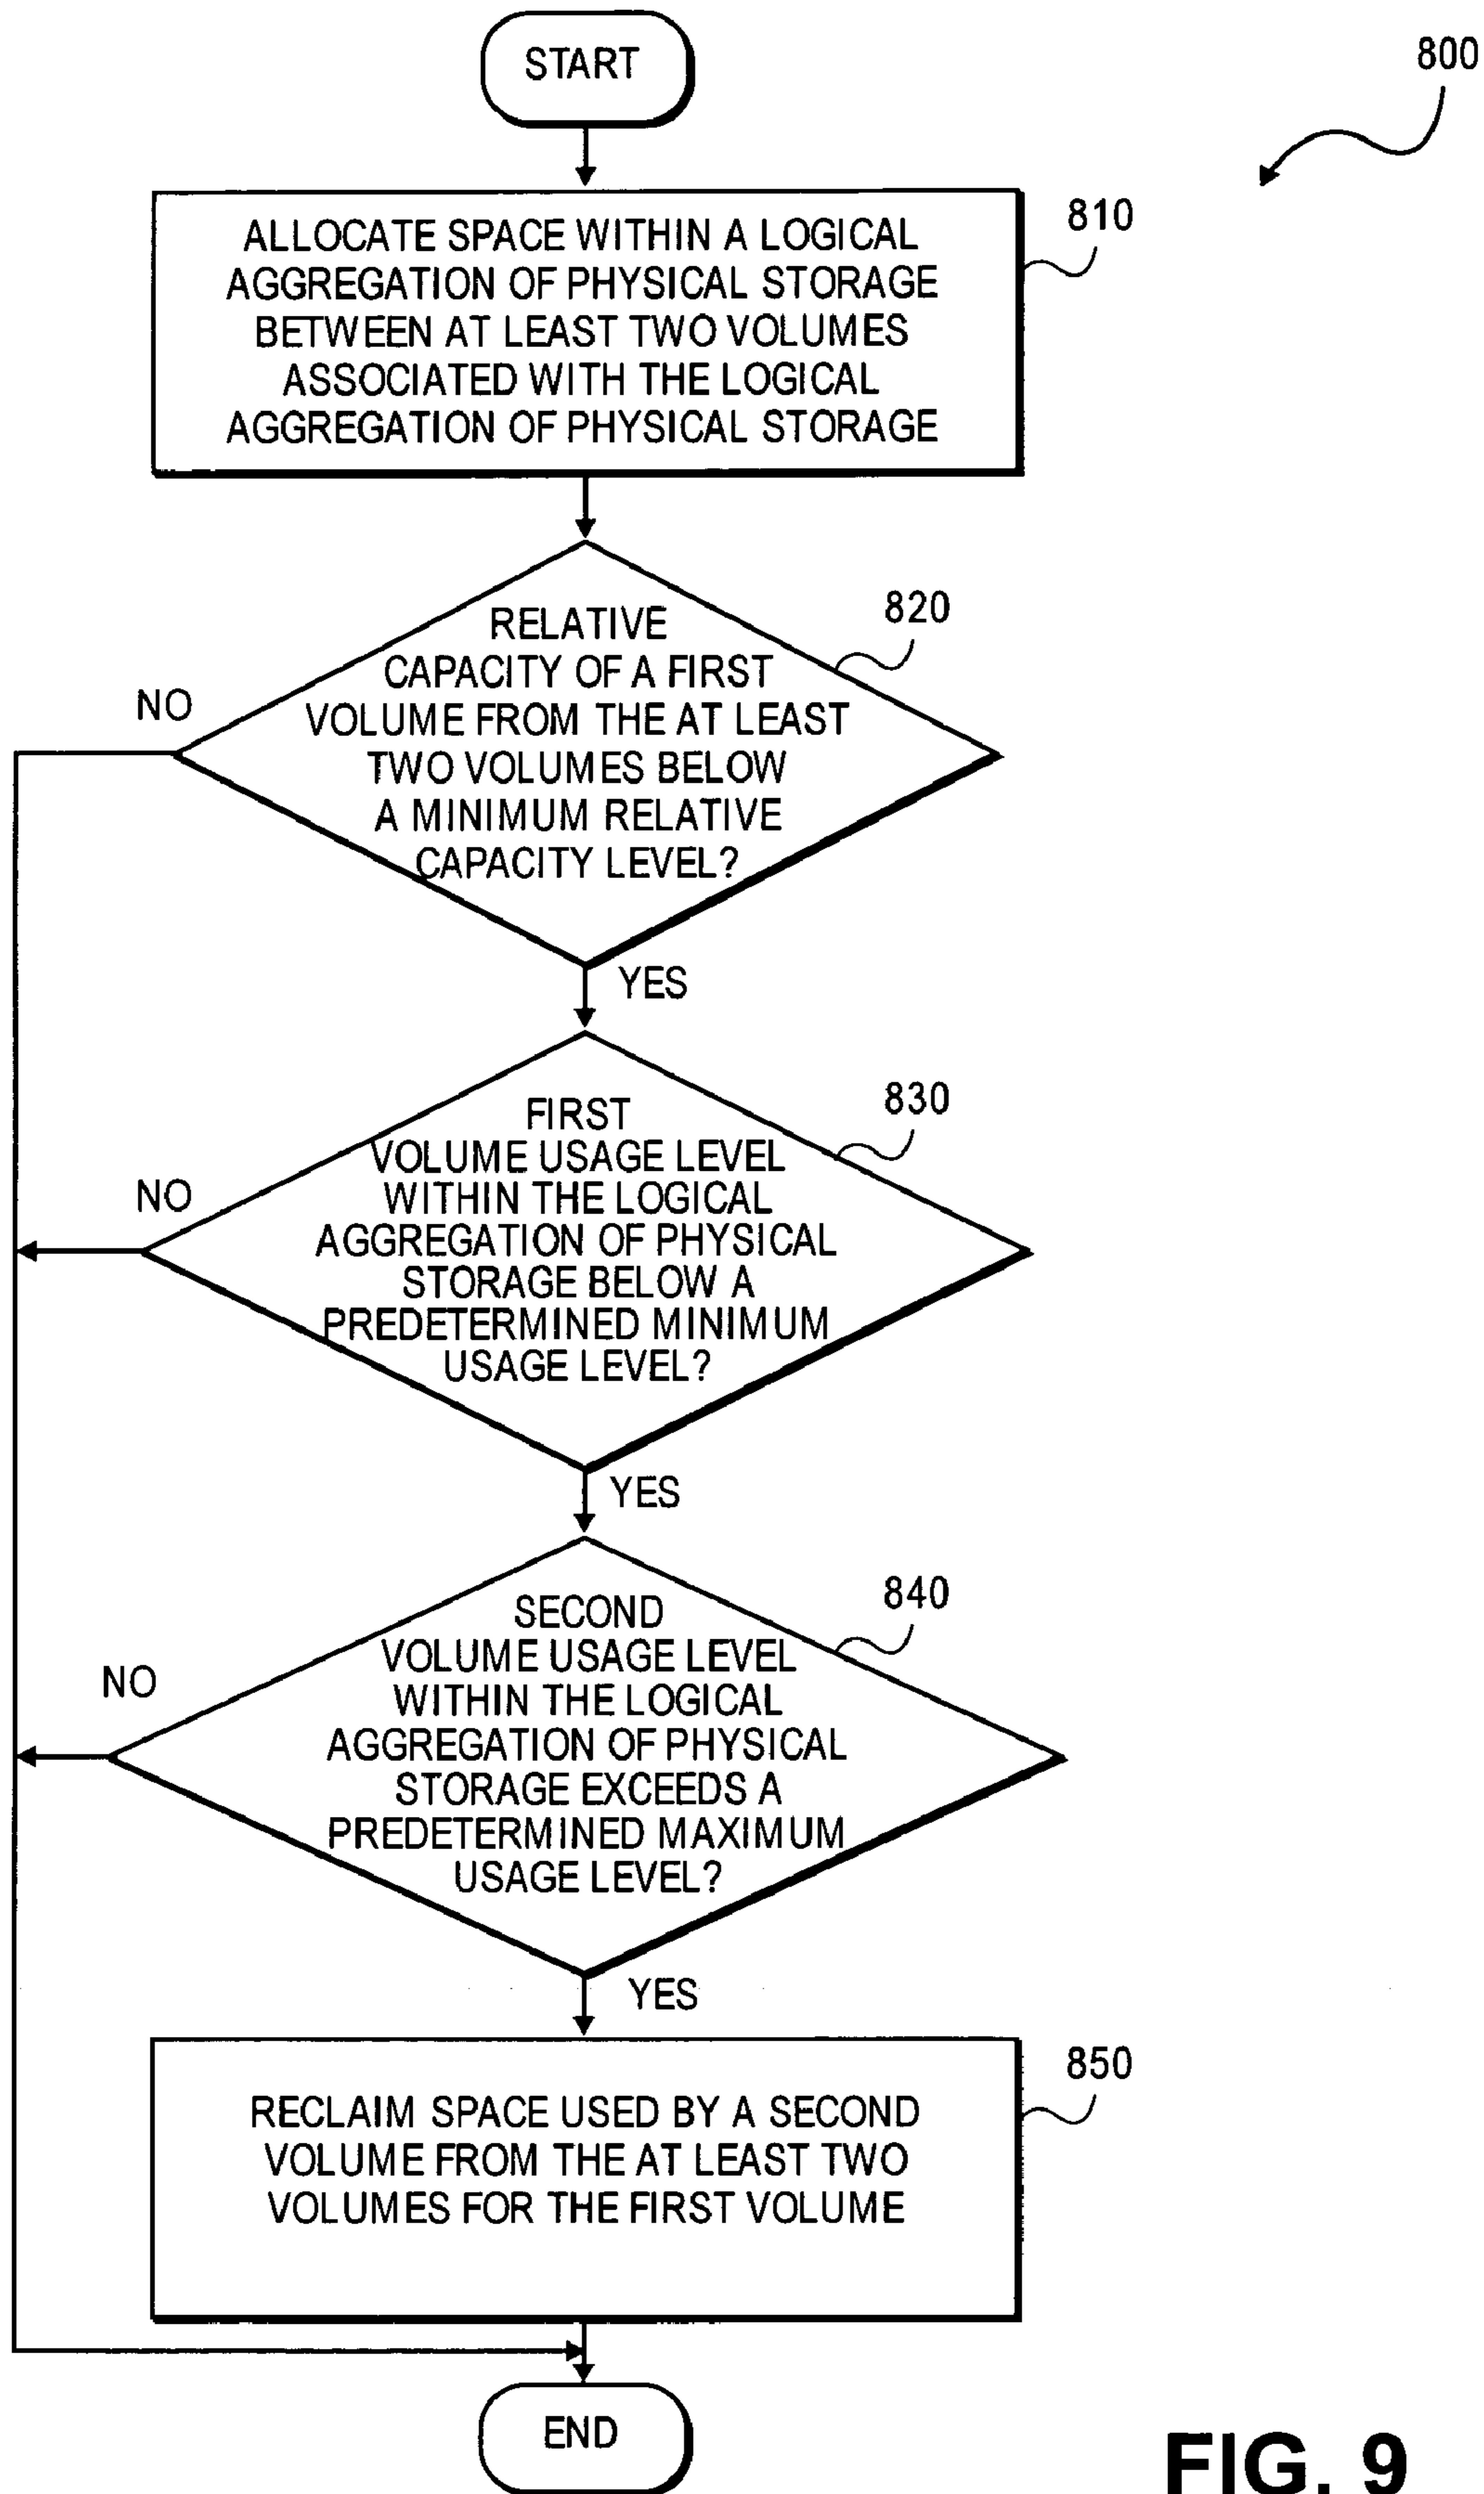 START
800
810
ALLOCATE SPACE WITHIN A LOGICAL
AGGREGATION OF PHYSICAL STORAGE
BETWEEN AT LEAST TWO VOLUMES
ASSOCIATED WITH THE LOGICAL
AGGREGATION OF PHYSICAL STORAGE
820
RELATIVE
CAPACITY OF A FIRST
VOLUME FROM THE AT LEAST
TWO VOLUMES BELOW
A MINIMUM RELATIVE
CAPACITY LEVEL?
NO
YES
830
FIRST
VOLUME USAGE LEVEL
WITHIN THE LOGICAL
AGGREGATION OF PHYSICAL
STORAGE BELOW A
PREDETERMINED MINIMUM
USAGE LEVEL?
NO
YES
840
SECOND
VOLUME USAGE LEVEL
WITHIN THE LOGICAL
AGGREGATION OF PHYSICAL
STORAGE EXCEEDS A
PREDETERMINED MAXIMUM
USAGE LEVEL?
NO
YES
850
RECLAIM SPACE USED BY A SECOND
VOLUME FROM THE AT LEAST TWO
VOLUMES FOR THE FIRST VOLUME
END
FIG. 9